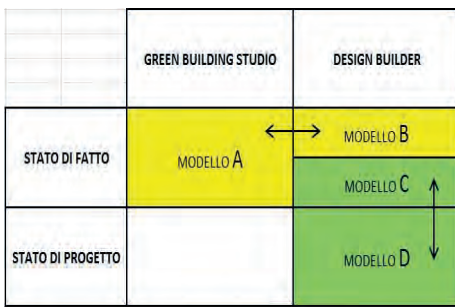 GREEN BUILDING STUDIO DESIGN BUILDER
STATO DI FATTO MODELLO A MODELLO B
MODELLO C
STATO DI PROGETTO MODELLO D